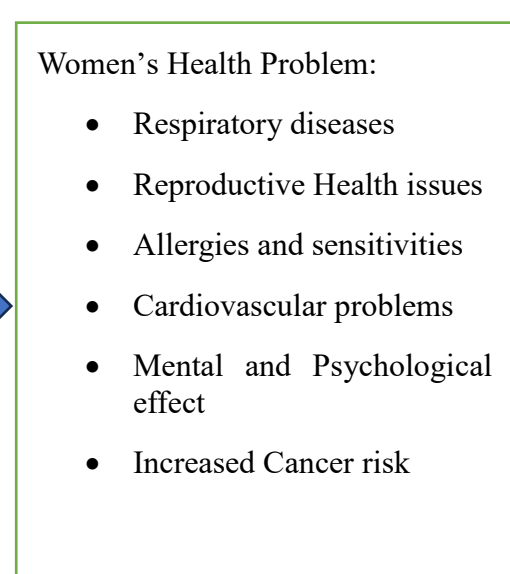 Women’s Health Problem:
• Respiratory diseases
• Reproductive Health issues
• Allergies and sensitivities
• Cardiovascular problems
• Mental and Psychological
effect
• Increased Cancer risk